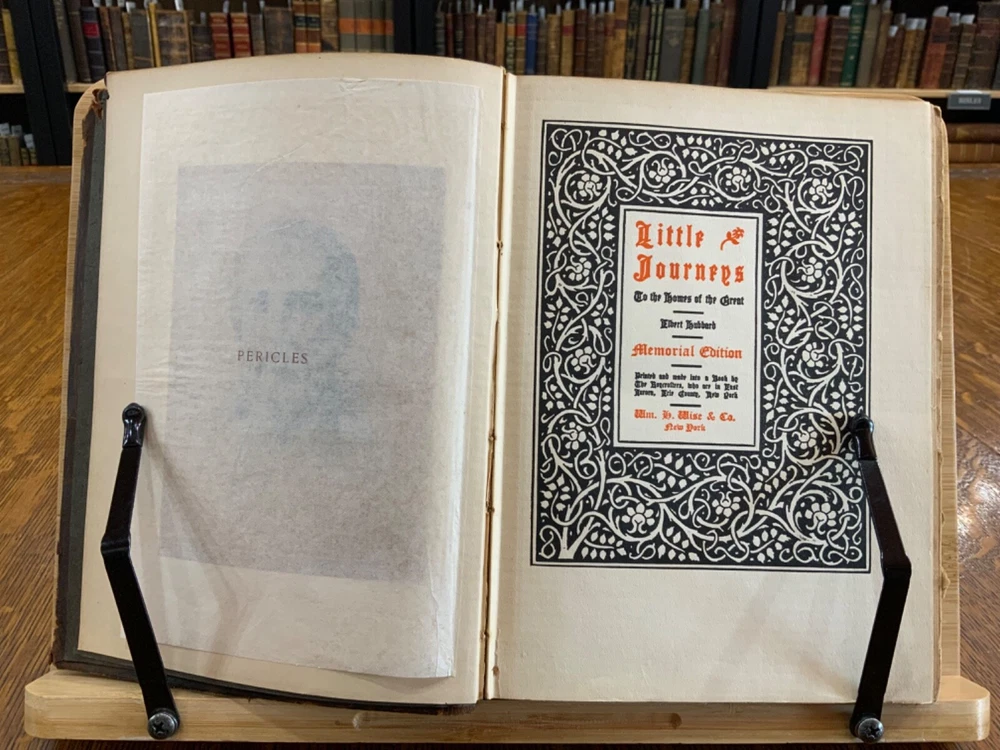 PERICLES
Little
Journeys
To the Homes of the Great
Elbert Hubbard
Memorial Edition
Printed and made into a Book by
The Roycrofters, who are in East
Aurora, Erie County, New York
Wm. H. Wise & Co.
New York